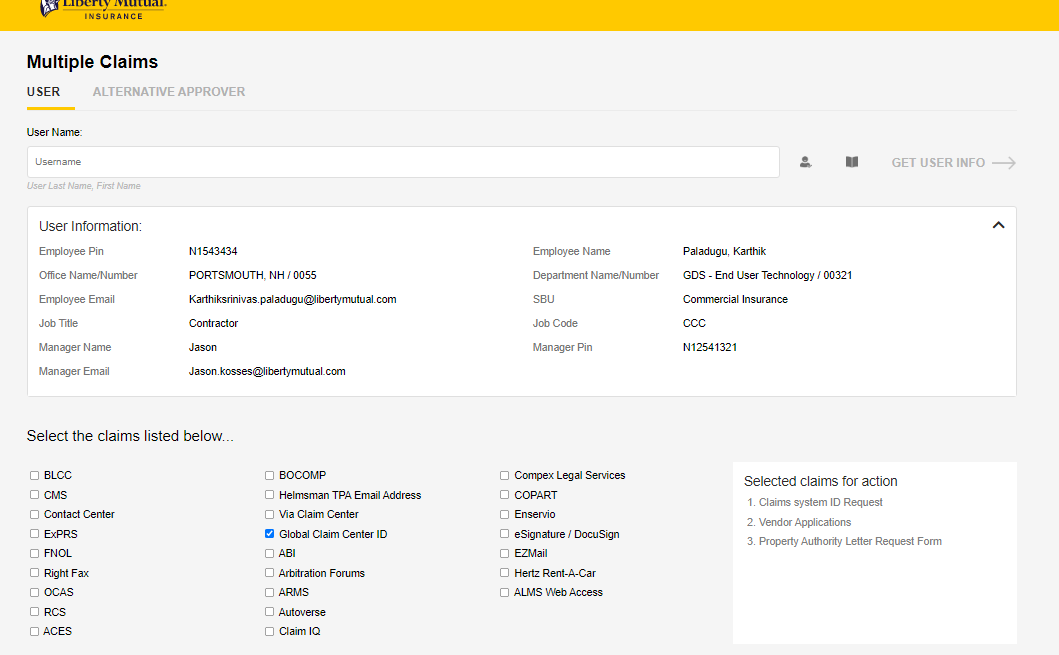 Liberty Mutual.
INSURANCE
Multiple Claims
USER ALTERNATIVE APPROVER
User Name:
Username GET USER INFO
User Last Name, First Name
User Information:
Employee Pin N1543434 Employee Name Paladugu, Karthik
Office Name/Number PORTSMOUTH, NH / 0055 Department Name/Number GDS - End User Technology / 00321
Employee Email Karthiksrinivas.paladugu@libertymutual.com SBU Commercial Insurance
Job Title Contractor Job Code CCC
Manager Name Jason Manager Pin N12541321
Manager Email Jason.kosses@libertymutual.com
Select the claims listed below...
BLCC BOCOMP Compex Legal Services
CMS Helmsman TPA Email Address COPART
Contact Center Via Claim Center Enservio
ExPRS Global Claim Center ID eSignature / DocuSign
FNOL ABI EZMail
Right Fax Arbitration Forums Hertz Rent-A-Car
OCAS ARMS ALMS Web Access
RCS Autoverse
ACES Claim IQ
Selected claims for action
1. Claims system ID Request
2. Vendor Applications
3. Property Authority Letter Request Form